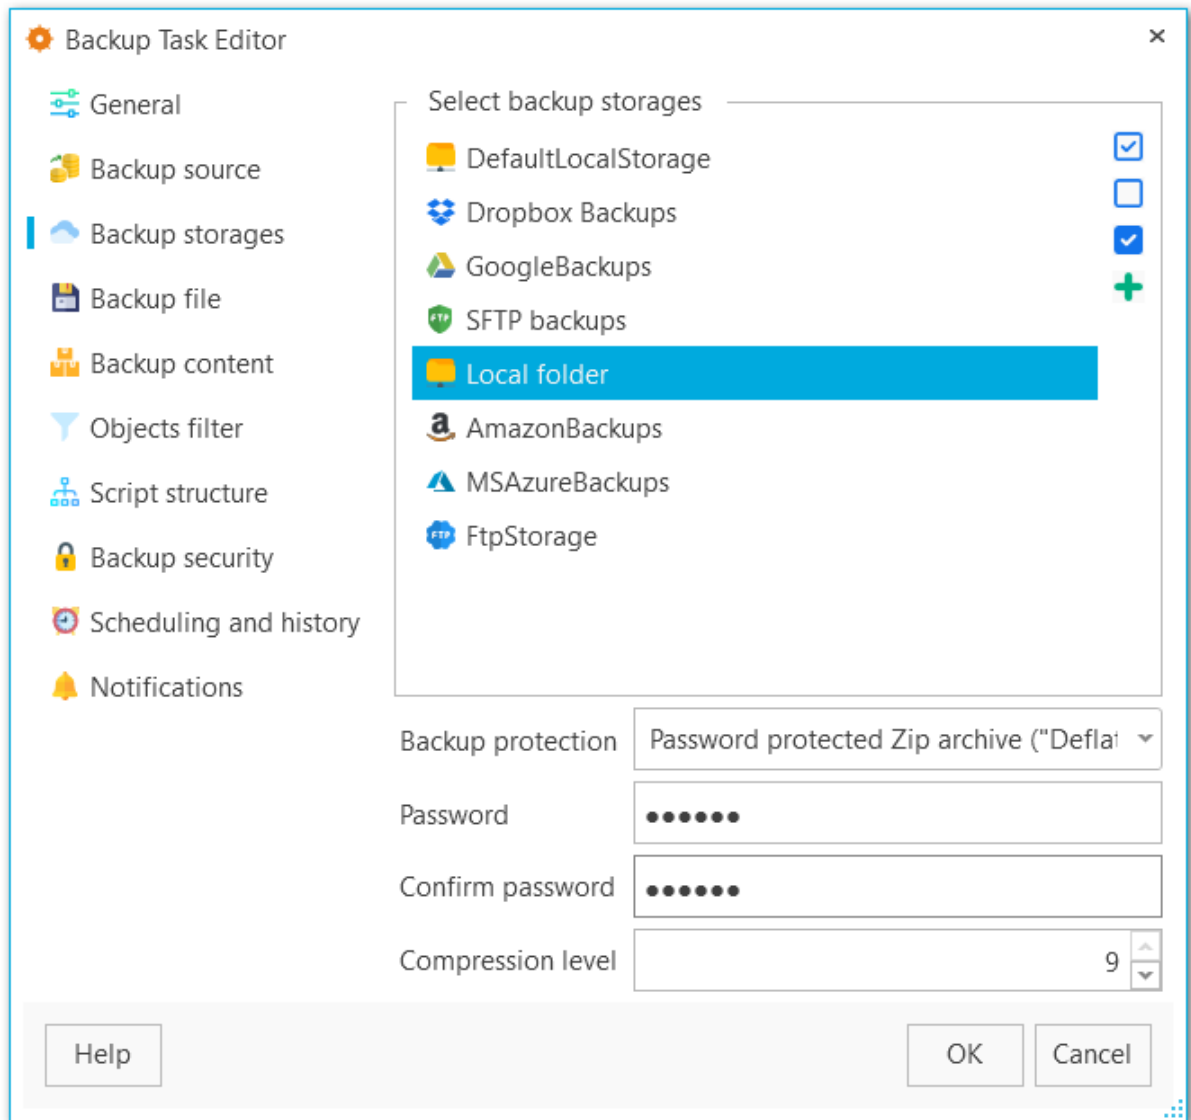 Backup Task Editor
General
Backup source
Backup storages
Backup file
Backup content
Objects filter
Script structure
Backup security
Scheduling and history
Notifications
Select backup storages
DefaultLocalStorage
Dropbox Backups
GoogleBackups
FTP
SFTP backups
Local folder
AmazonBackups
MSAzureBackups
FTP
FtpStorage
Backup protection
Password protected Zip archive ("Deflat
Password
••••••
Confirm password
••••••
Compression level
9
Help
OK
Cancel